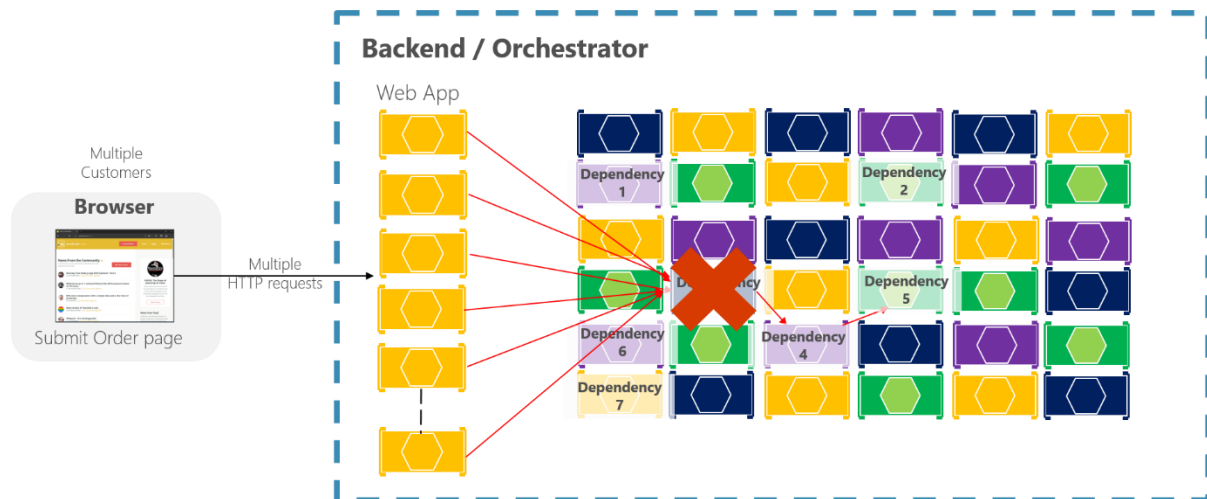 Backend / Orchestrator
Web App
Multiple
Customers
Browser
Submit Order page
Multiple
HTTP requests
Dependency
1
Dependency
2
Dependency
5
Dependency
6
Dependency
4
Dependency
7